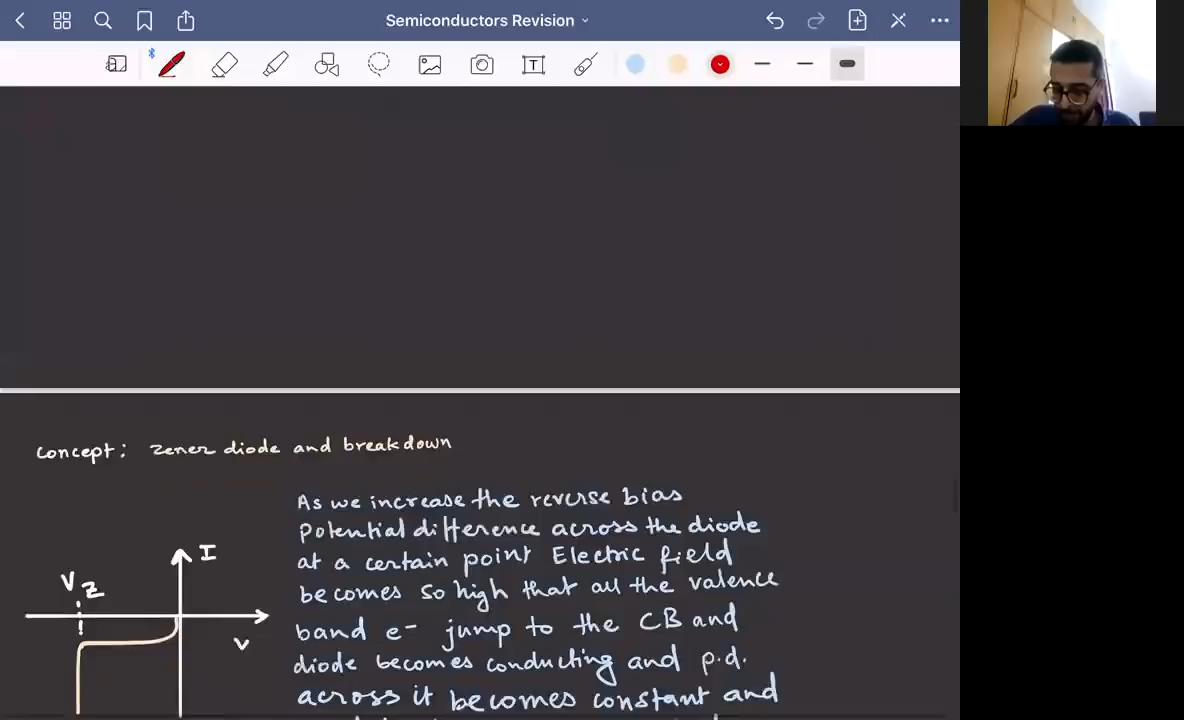 Semiconductors Revision
T
concept: zener diode and breakdown
As we increase the reverse bias
potential difference across the diode
at a certain point Electric field
becomes so high that all the valence
band e- jump to the CB and
diode becomes conducting and p.d.
across it becomes constant and
I
Vz
V